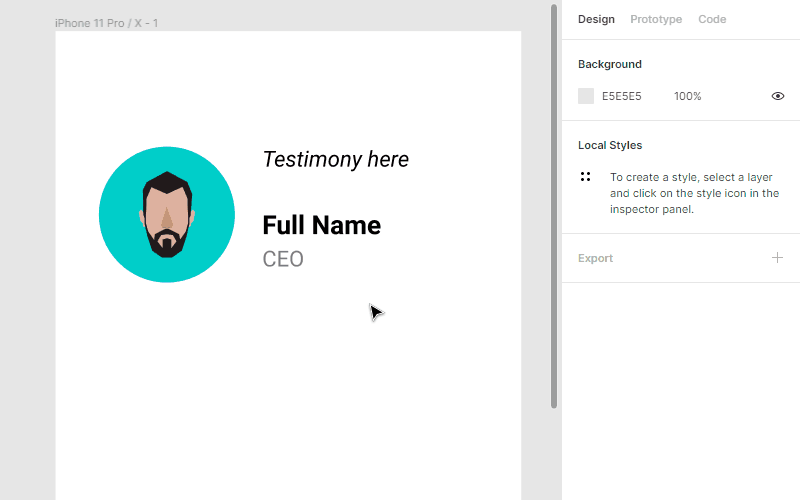 iPhone 11 Pro / X - 1
Testimony here
Full Name
CEO
Design Prototype Code
Background
E5E5E5 100%
Local Styles
To create a style, select a layer
and click on the style icon in the
inspector panel.
Export